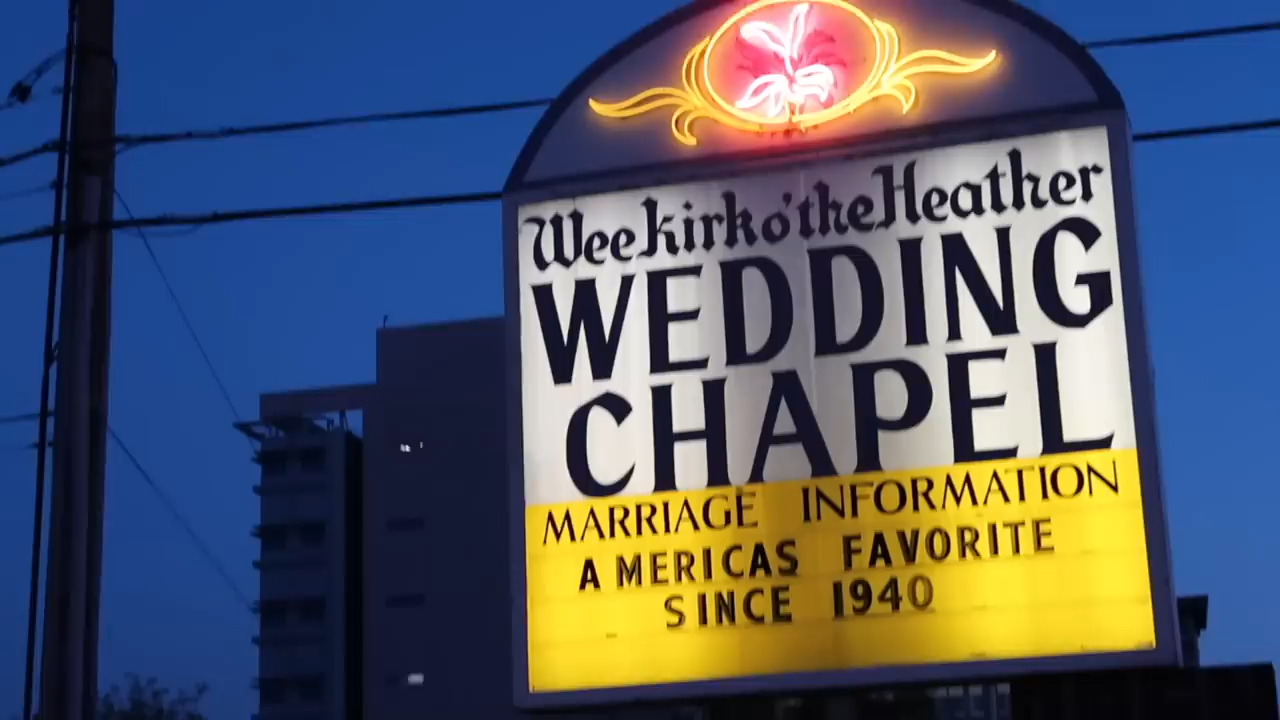 Wee kirk o' the Heather
WEDDING
CHAPEL
MARRIAGE INFORMATION
AMERICAS FAVORITE
SINCE 1940